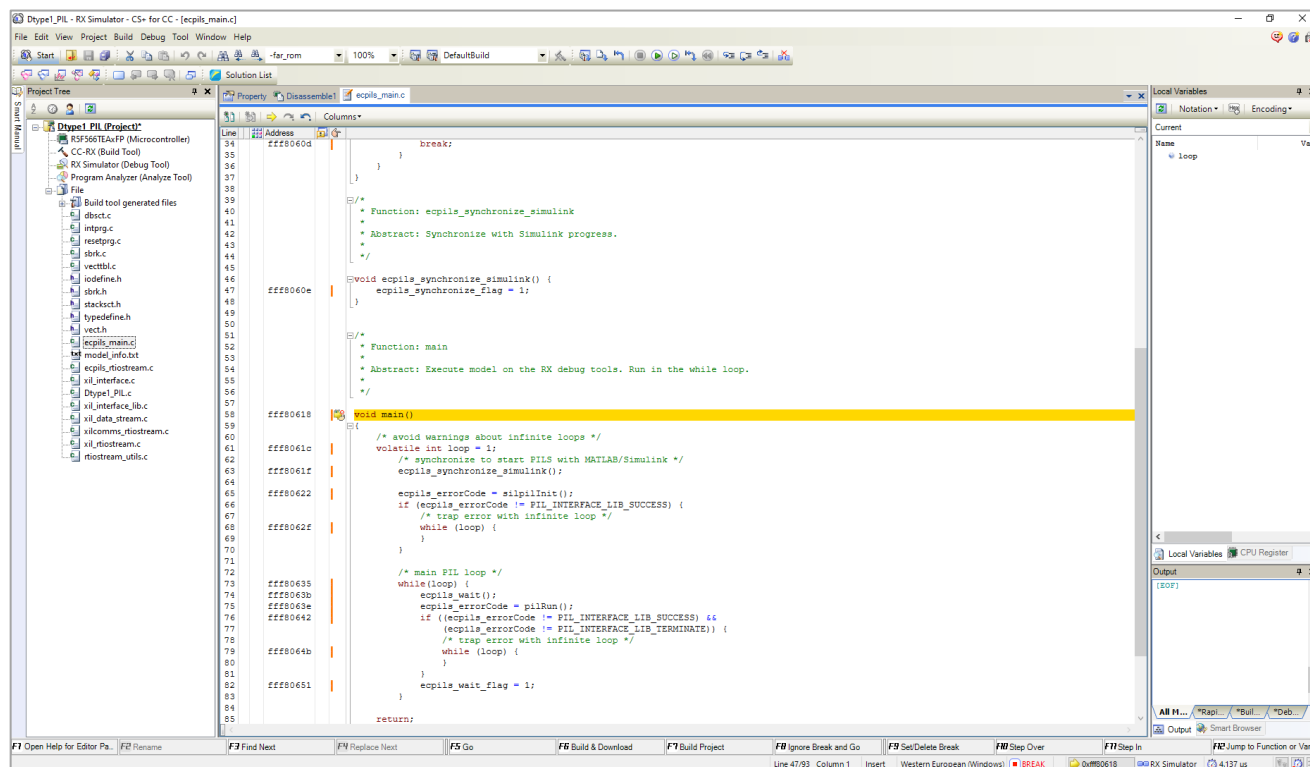 Dtype1_PIL - RX Simulator - CS+ for CC - [ecpils_main.c]
File Edit View Project Build Debug Tool Window Help
Start -far_rom 100% DefaultBuild
Solution List
Project Tree
Smart Manual
Dtype1_PIL (Project)*
R5F566TEAxFP (Microcontroller)
CC-RX (Build Tool)
RX Simulator (Debug Tool)
Program Analyzer (Analyze Tool)
File
Build tool generated files
dbsct.c
intprg.c
resetprg.c
sbrk.c
vecttbl.c
iodefine.h
sbrk.h
stacksct.h
typedefine.h
vect.h
ecpils_main.c
model_info.txt
ecpils_rtiostream.c
xil_interface.c
Dtype1_PIL.c
xil_interface_lib.c
xil_data_stream.c
xilcomms_rtiostream.c
xil_rtiostream.c
rtiostream_utils.c
Property Disassemble1 ecpils_main.c
Columns
Line Address
34 fff8060d break;
35 }
36 }
37 }
38
39 /*
40 * Function: ecpils_synchronize_simulink
41 *
42 * Abstract: Synchronize with Simulink progress.
43 *
44 */
45
46 void ecpils_synchronize_simulink() {
47 fff8060e ecpils_synchronize_flag = 1;
48 }
49
50
51 /*
52 * Function: main
53 *
54 * Abstract: Execute model on the RX debug tools. Run in the while loop.
55 *
56 */
57
58 fff80618 void main()
59 {
60 /* avoid warnings about infinite loops */
61 fff8061c volatile int loop = 1;
62 /* synchronize to start PILS with MATLAB/Simulink */
63 fff8061f ecpils_synchronize_simulink();
64
65 fff80622 ecpils_errorCode = silpilInit();
66 if (ecpils_errorCode != PIL_INTERFACE_LIB_SUCCESS) {
67 /* trap error with infinite loop */
68 fff8062f while (loop) {
69 }
70 }
71
72 /* main PIL loop */
73 fff80635 while(loop) {
74 fff8063b ecpils_wait();
75 fff8063e ecpils_errorCode = pilRun();
76 fff80642 if ((ecpils_errorCode != PIL_INTERFACE_LIB_SUCCESS) &&
77 (ecpils_errorCode != PIL_INTERFACE_LIB_TERMINATE)) {
78 /* trap error with infinite loop */
79 fff8064b while (loop) {
80 }
81 }
82 fff80651 ecpils_wait_flag = 1;
83 }
84
85 return;
Local Variables
Notation Hex Encoding
Current
Name Va
loop
Local Variables CPU Register
Output
[EOF]
All M... *Rapi... *Buil... *Deb...
Output Smart Browser
F1 Open Help for Editor Pa... F2 Rename F3 Find Next F4 Replace Next F5 Go F6 Build & Download F7 Build Project F8 Ignore Break and Go F9 Set/Delete Break F10 Step Over F11 Step In F12 Jump to Function or Var
Line 47/93 Column 1 Insert Western European (Windows) BREAK 0xfff80618 RX Simulator 4.137 us